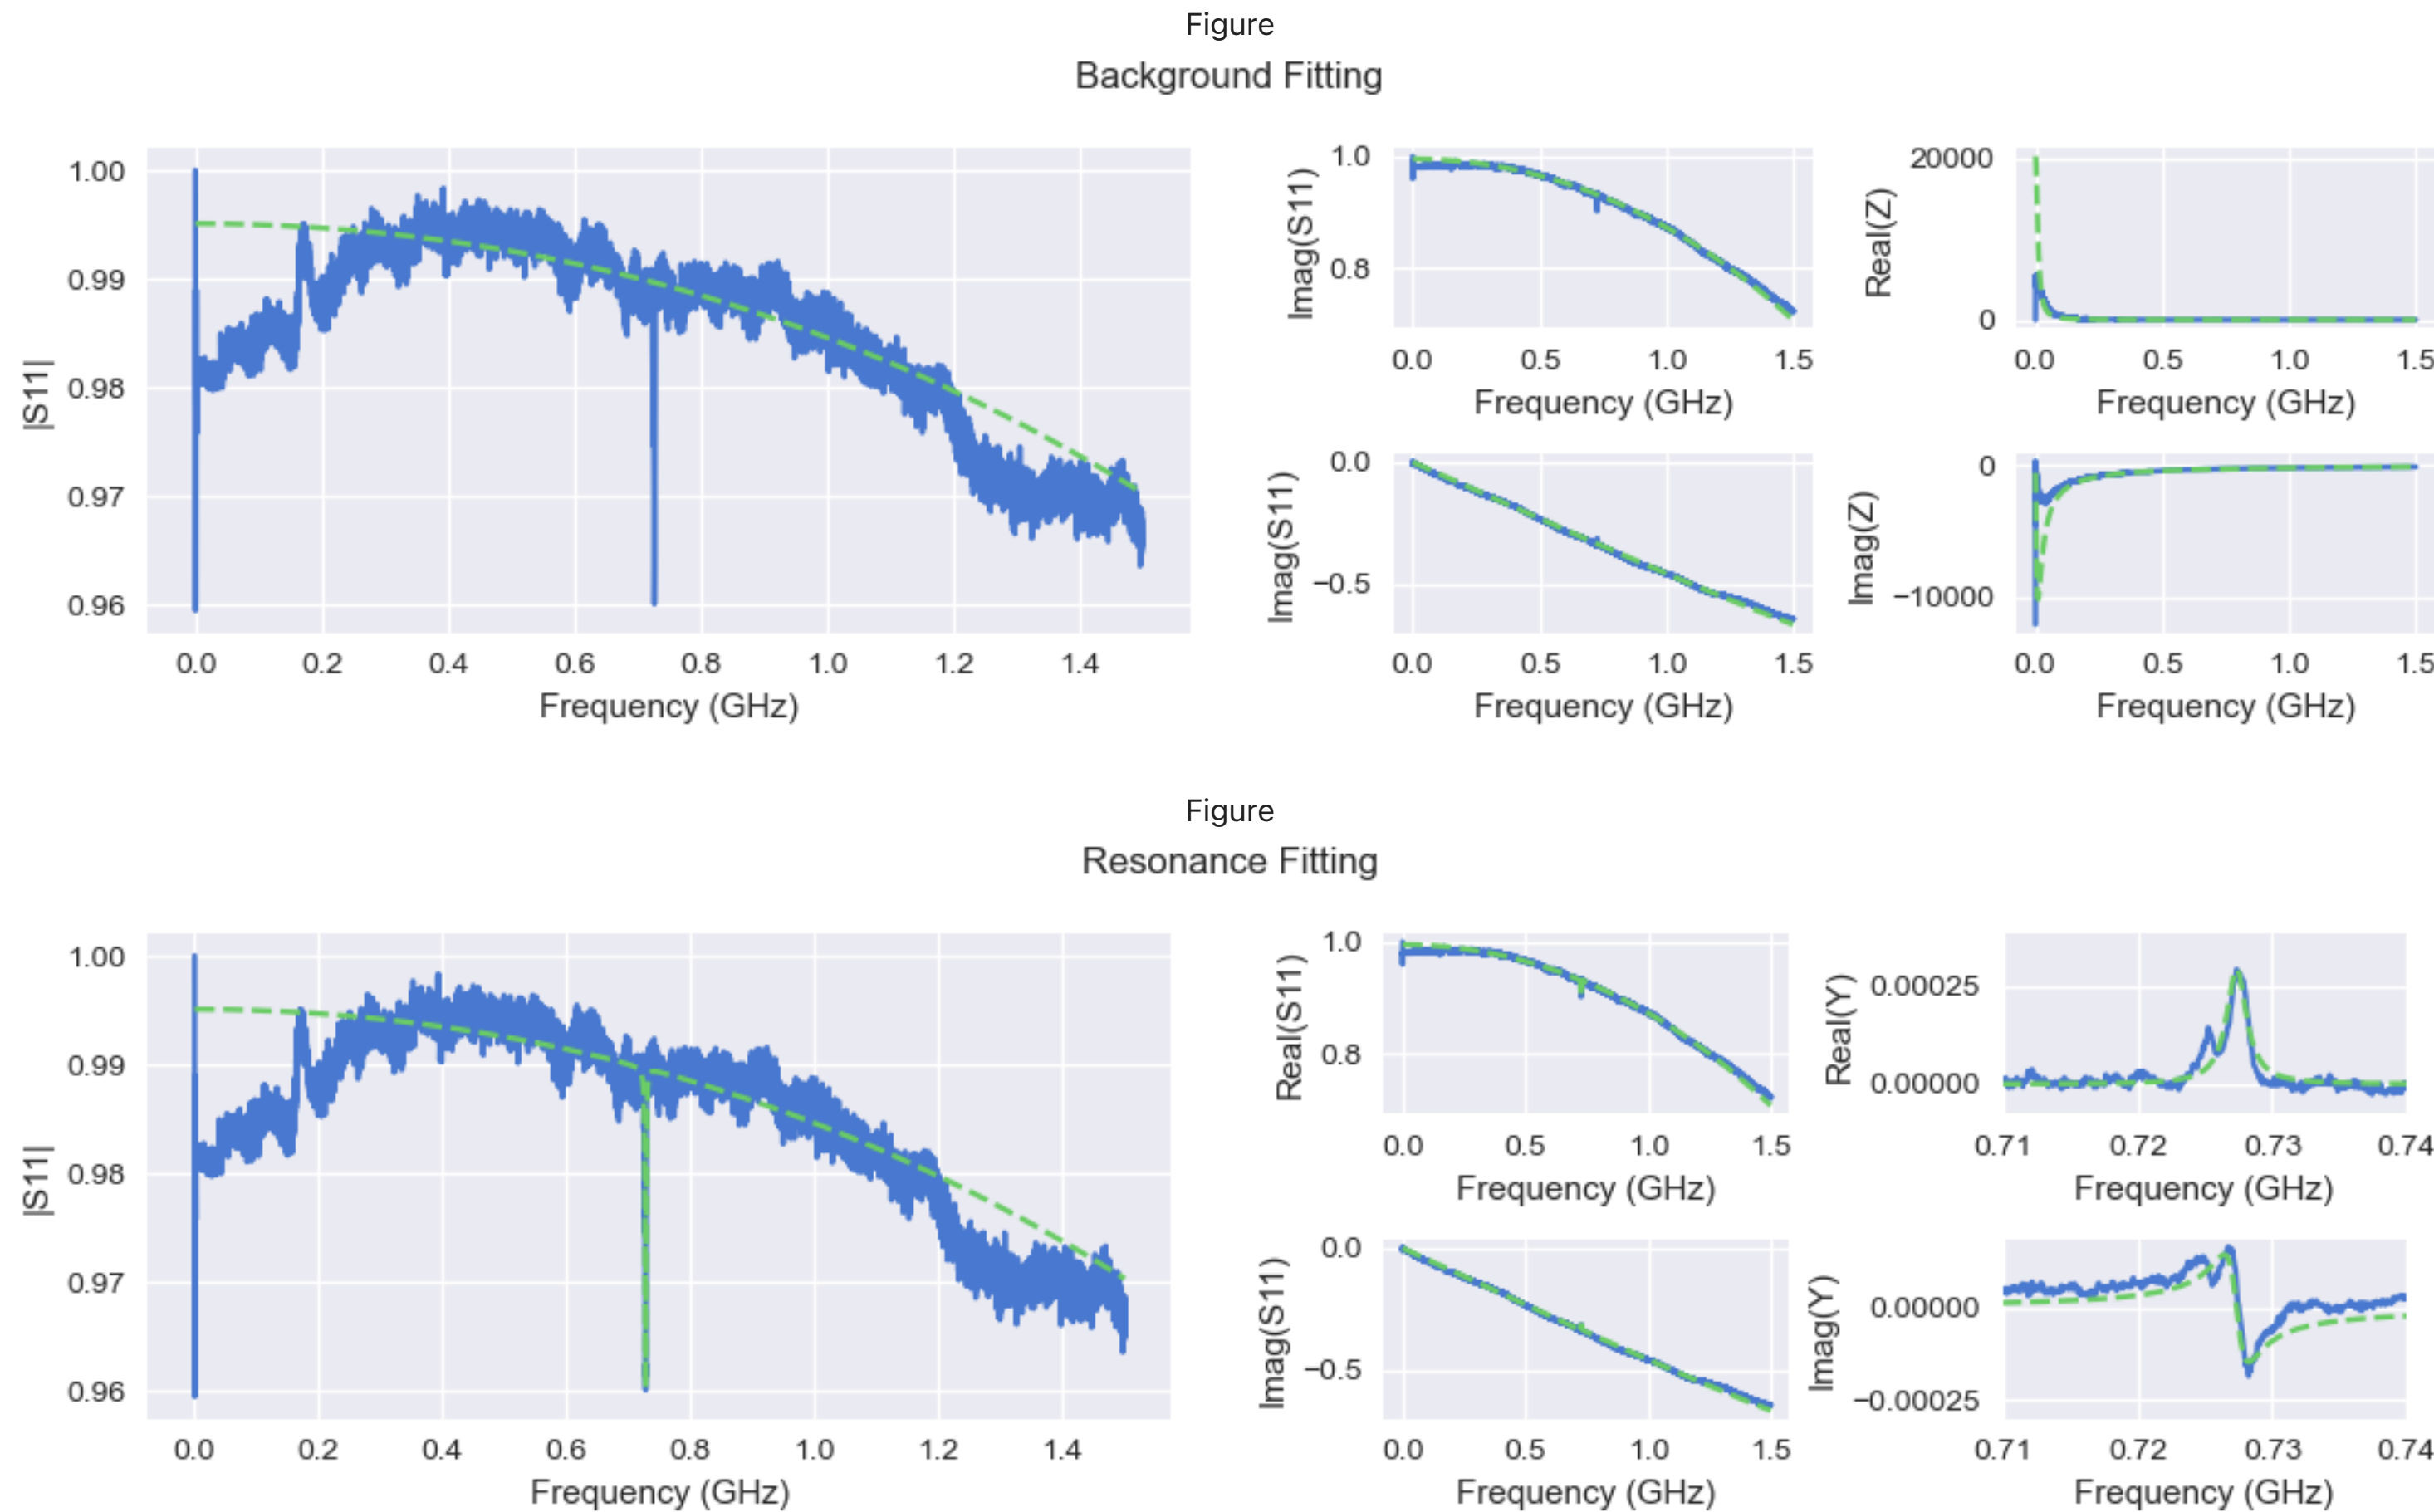 Figure
Background Fitting
1.00
0.99
0.98
0.97
0.96
|S11|
0.0 0.2 0.4 0.6 0.8 1.0 1.2 1.4
Frequency (GHz)
1.0
0.8
Imag(S11)
0.0 0.5 1.0 1.5
Frequency (GHz)
20000
0
Real(Z)
0.0 0.5 1.0 1.5
Frequency (GHz)
0.0
−0.5
Imag(S11)
0.0 0.5 1.0 1.5
Frequency (GHz)
0
−10000
Imag(Z)
0.0 0.5 1.0 1.5
Frequency (GHz)
Figure
Resonance Fitting
1.00
0.99
0.98
0.97
0.96
|S11|
0.0 0.2 0.4 0.6 0.8 1.0 1.2 1.4
Frequency (GHz)
1.0
0.8
Real(S11)
0.0 0.5 1.0 1.5
Frequency (GHz)
0.00025
0.00000
Real(Y)
0.71 0.72 0.73 0.74
Frequency (GHz)
0.0
−0.5
Imag(S11)
0.0 0.5 1.0 1.5
Frequency (GHz)
0.00000
−0.00025
Imag(Y)
0.71 0.72 0.73 0.74
Frequency (GHz)